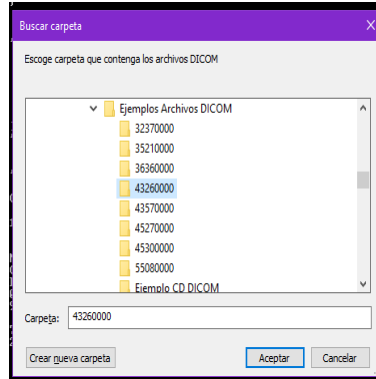 Buscar carpeta
X
Escoge carpeta que contenga los archivos DICOM
Ejemplos Archivos DICOM
32370000
35210000
36360000
43260000
43570000
45270000
45300000
55080000
Ejemplo CD DICOM
Carpeta: 43260000
Crear nueva carpeta Aceptar Cancelar